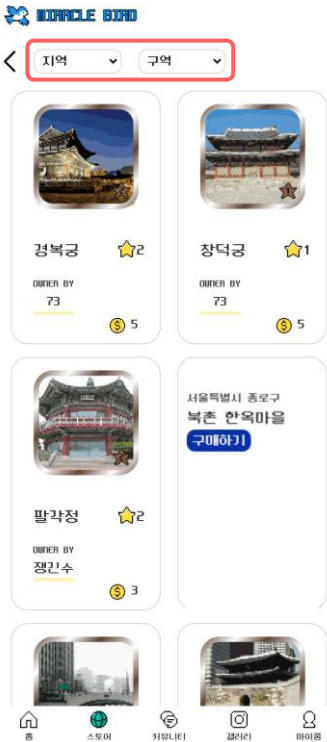 MIRACLE BIRD
지역
구역
경복궁
2
OWNER BY
73
5
창덕궁
1
OWNER BY
73
5
팔각정
2
OWNER BY
쟁긴수
3
서울특별시 종로구
북촌 한옥마을
구매하기
홈
스토어
커뮤니티
갤러리
마이룸